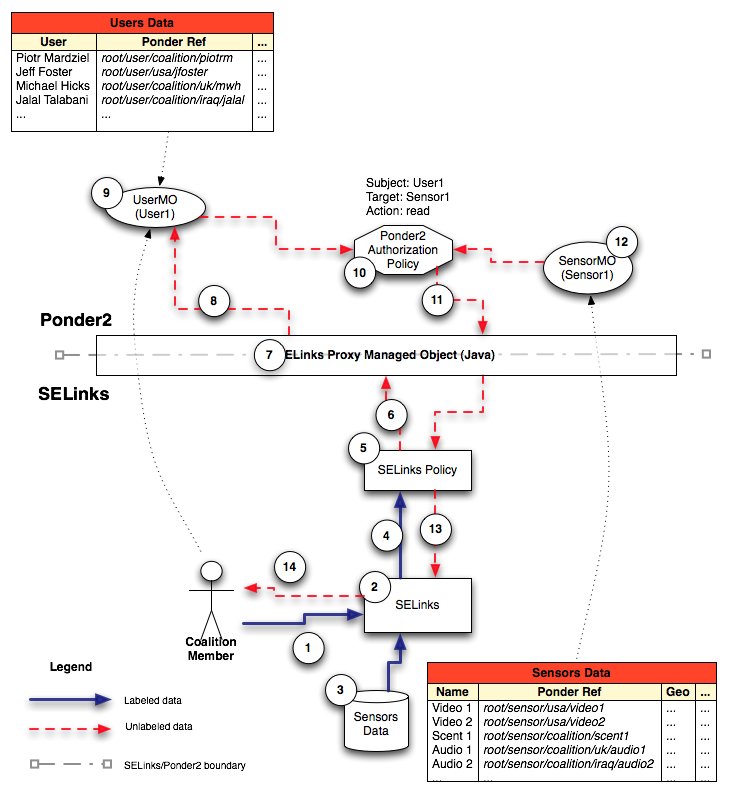 Users Data
User Ponder Ref ...
Piotr Mardziel root/user/coalition/piotrm ...
Jeff Foster root/user/usa/jfoster ...
Michael Hicks root/user/coalition/uk/mwh ...
Jalal Talabani root/user/coalition/iraq/jalal ...
... ... ...
9
UserMO
(User1)
Subject: User1
Target: Sensor1
Action: read
Ponder2
Authorization
Policy
10
12
SensorMO
(Sensor1)
8
11
Ponder2
7
ELinks Proxy Managed Object (Java)
SELinks
6
5
SELinks Policy
4
13
14
2
SELinks
Coalition
Member
1
3
Sensors
Data
Legend
Labeled data
Unlabeled data
SELinks/Ponder2 boundary
Sensors Data
Name Ponder Ref Geo ...
Video 1 root/sensor/usa/video1 ... ...
Video 2 root/sensor/usa/video2 ... ...
Scent 1 root/sensor/coalition/scent1 ... ...
Audio 1 root/sensor/coalition/uk/audio1 ... ...
Audio 2 root/sensor/coalition/iraq/audio2 ... ...
... ... ... ...